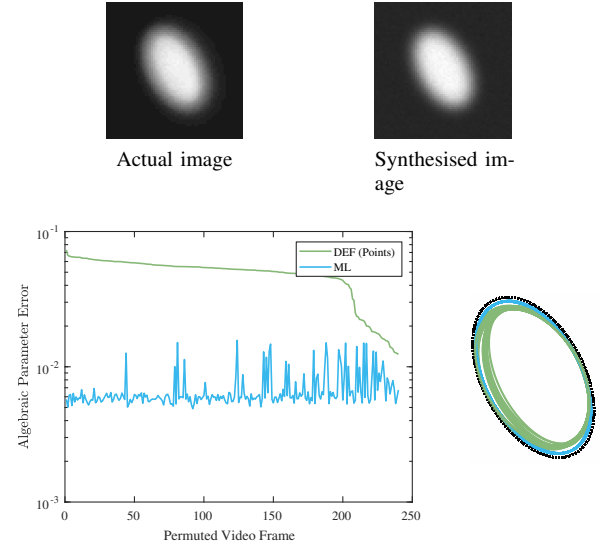 Actual image
Synthesised im-
age
10-1
DEF (Points)
ML
10-2
10-3
Algebraic Parameter Error
0 50 100 150 200 250
Permuted Video Frame